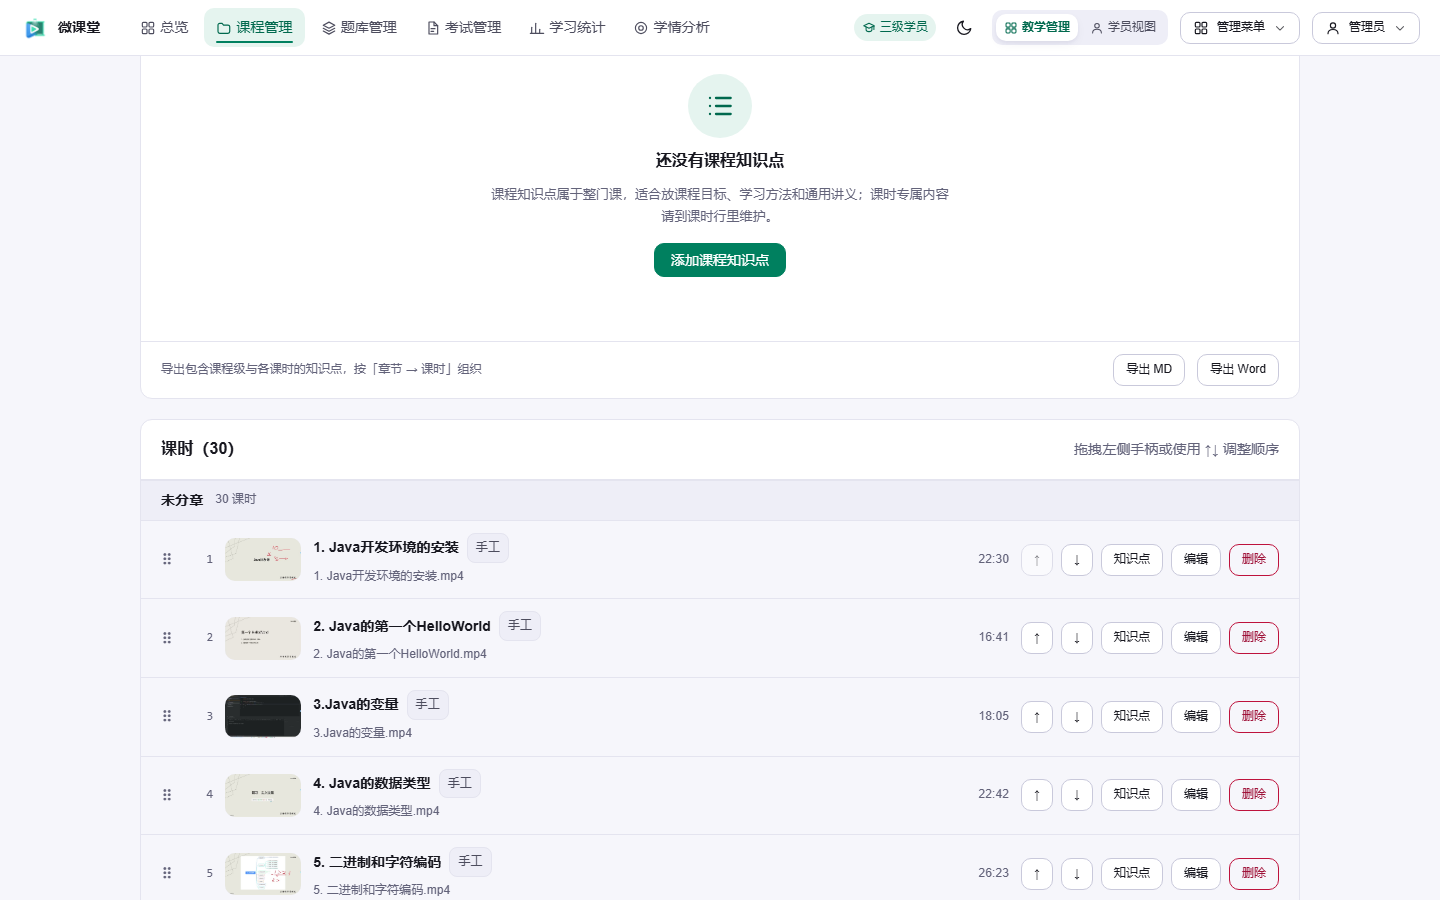 微课堂
总览
课程管理
题库管理
考试管理
学习统计
学情分析
三级学员
教学管理
学员视图
管理菜单
管理员
还没有课程知识点
课程知识点属于整门课，适合放课程目标、学习方法和通用讲义；课时专属内容
请到课时行里维护。
添加课程知识点
导出包含课程级与各课时的知识点，按「章节 → 课时」组织
导出 MD
导出 Word
课时（30）
拖拽左侧手柄或使用 ↑↓ 调整顺序
未分章 30 课时
1
1. Java开发环境的安装 手工
1. Java开发环境的安装.mp4
22:30 ↑ ↓ 知识点 编辑 删除
2
2. Java的第一个HelloWorld 手工
2. Java的第一个HelloWorld.mp4
16:41 ↑ ↓ 知识点 编辑 删除
3
3.Java的变量 手工
3.Java的变量.mp4
18:05 ↑ ↓ 知识点 编辑 删除
4
4. Java的数据类型 手工
4. Java的数据类型.mp4
22:42 ↑ ↓ 知识点 编辑 删除
5
5. 二进制和字符编码 手工
5. 二进制和字符编码.mp4
26:23 ↑ ↓ 知识点 编辑 删除